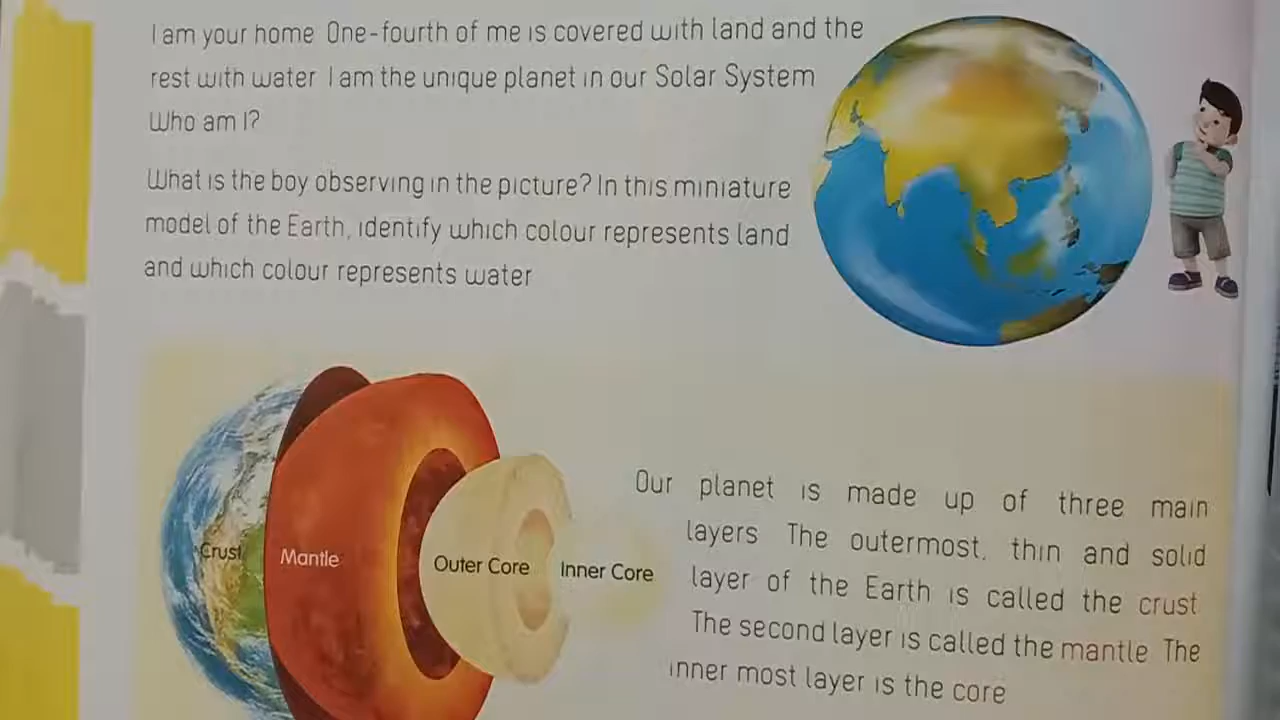 I am your home One-fourth of me is covered with land and the
rest with water I am the unique planet in our Solar System
Who am I?
What is the boy observing in the picture? In this miniature
model of the Earth, identify which colour represents land
and which colour represents water
Crust
Mantle
Outer Core
Inner Core
Our planet is made up of three main
layers The outermost, thin and solid
layer of the Earth is called the crust
The second layer is called the mantle The
inner most layer is the core